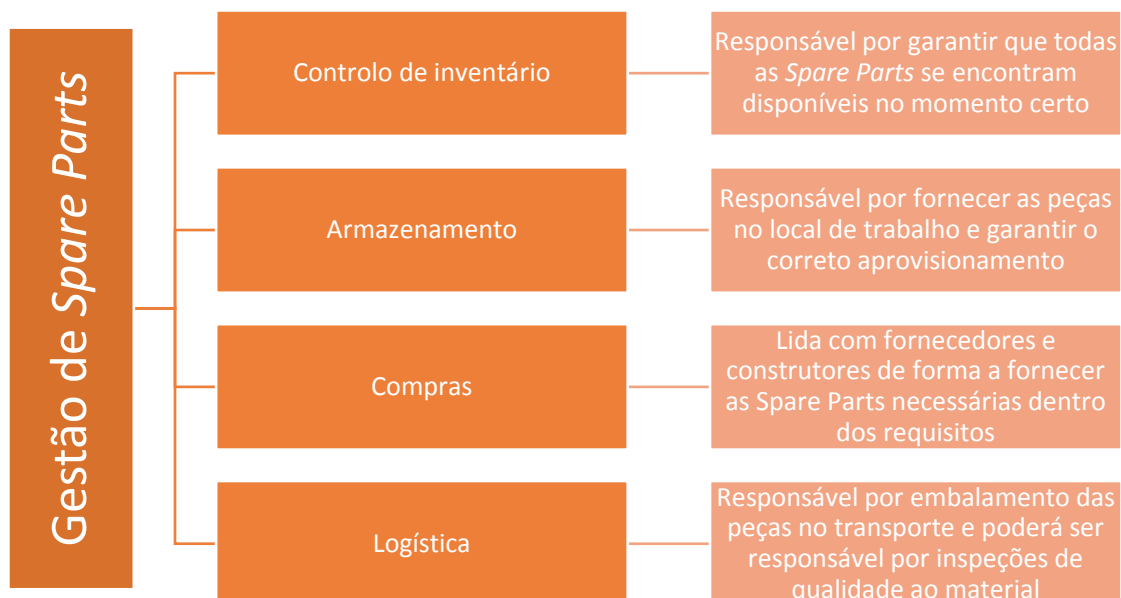 Gestão de Spare Parts
Controlo de inventário
Responsável por garantir que todas
as Spare Parts se encontram
disponíveis no momento certo
Armazenamento
Responsável por fornecer as peças
no local de trabalho e garantir o
correto aprovisionamento
Compras
Lida com fornecedores e
construtores de forma a fornecer
as Spare Parts necessárias dentro
dos requisitos
Logística
Responsável por embalamento das
peças no transporte e poderá ser
responsável por inspeções de
qualidade ao material